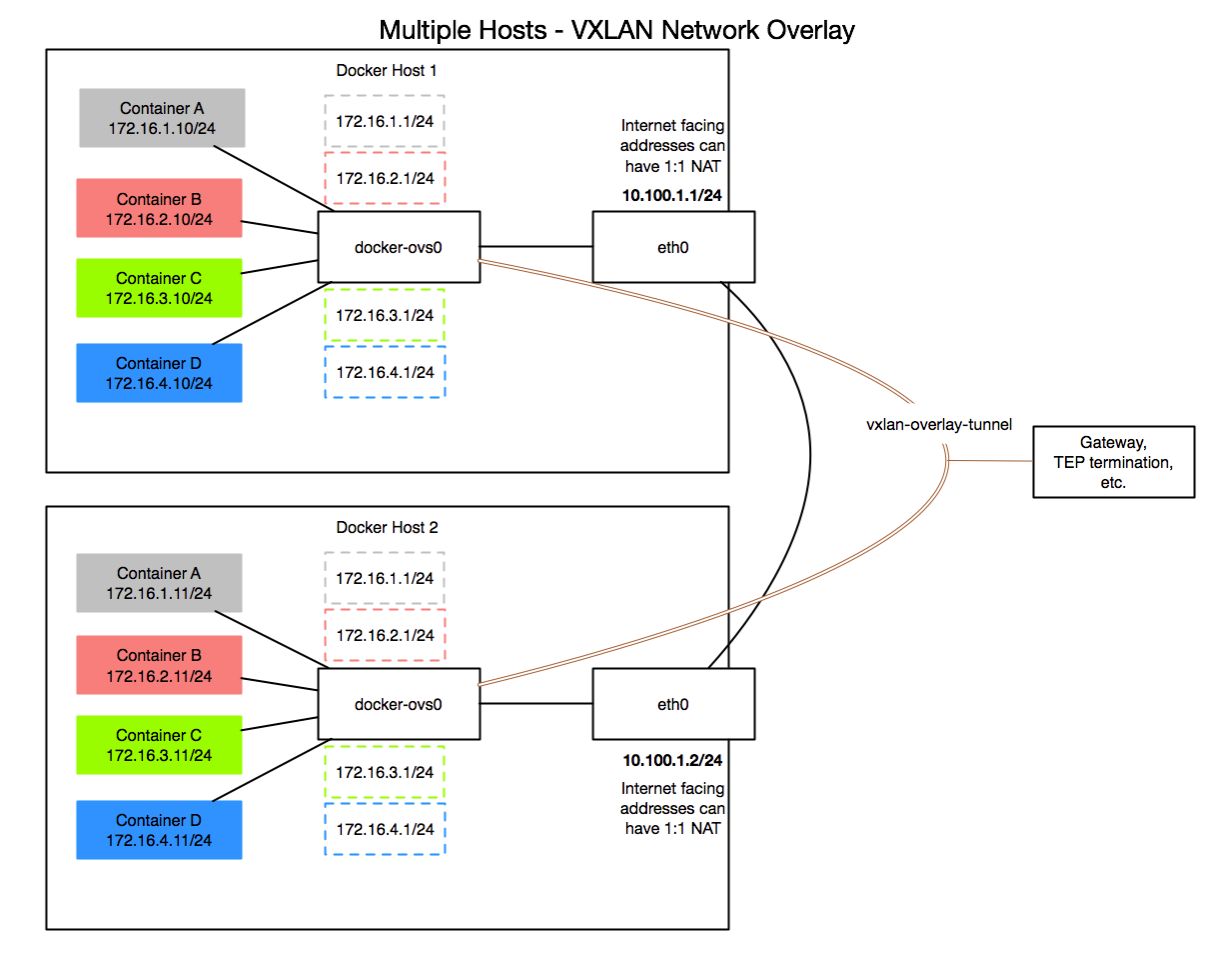 Multiple Hosts - VXLAN Network Overlay
Docker Host 1
Container A
172.16.1.10/24
Container B
172.16.2.10/24
Container C
172.16.3.10/24
Container D
172.16.4.10/24
172.16.1.1/24
172.16.2.1/24
docker-ovs0
172.16.3.1/24
172.16.4.1/24
Internet facing
addresses can
have 1:1 NAT
10.100.1.1/24
eth0
vxlan-overlay-tunnel
Gateway,
TEP termination,
etc.
Docker Host 2
Container A
172.16.1.11/24
Container B
172.16.2.11/24
Container C
172.16.3.11/24
Container D
172.16.4.11/24
172.16.1.1/24
172.16.2.1/24
docker-ovs0
172.16.3.1/24
172.16.4.1/24
eth0
10.100.1.2/24
Internet facing
addresses can
have 1:1 NAT